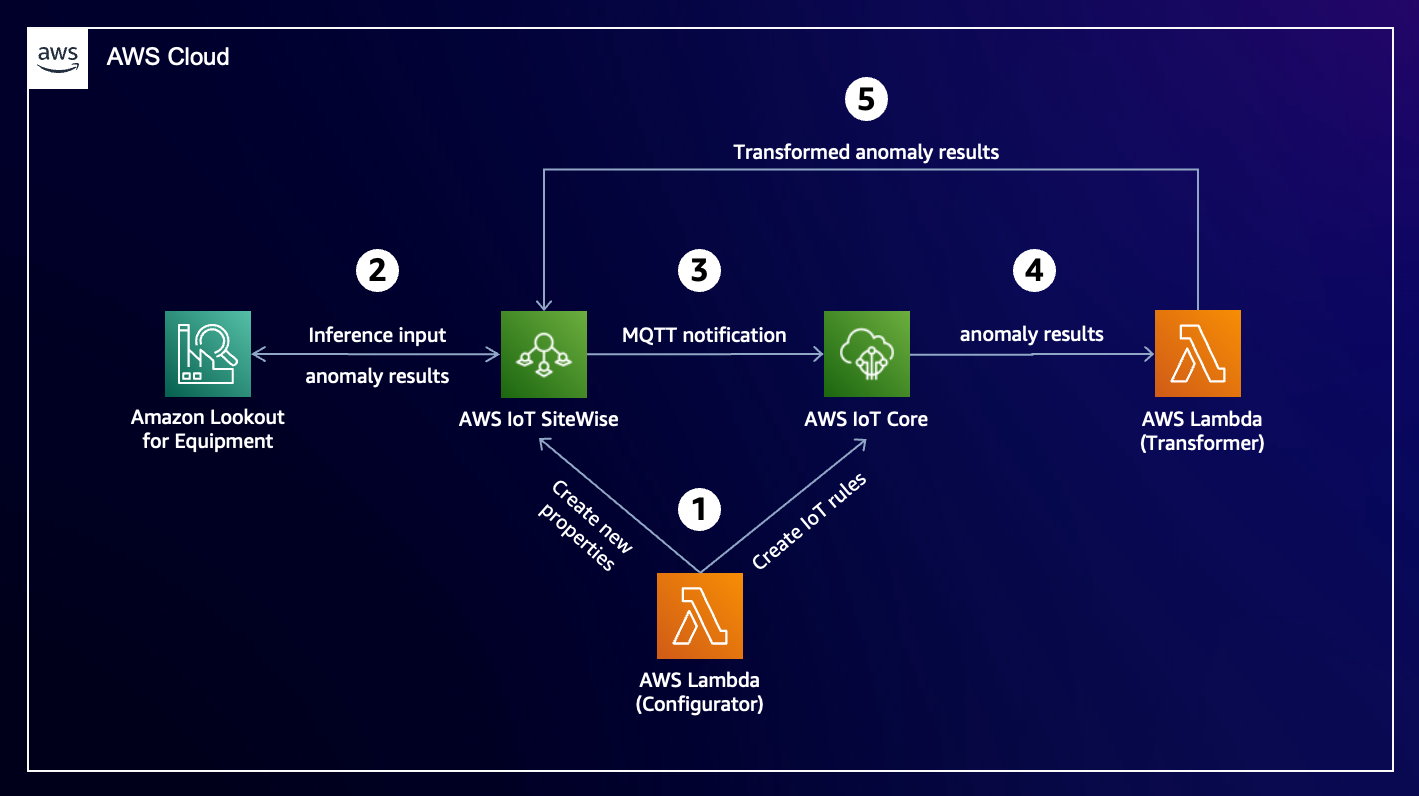 aws
AWS Cloud
5
Transformed anomaly results
2
3
4
Inference input
anomaly results
MQTT notification
anomaly results
Amazon Lookout
for Equipment
AWS IoT SiteWise
AWS IoT Core
AWS Lambda
(Transformer)
1
Create new
properties
Create IoT rules
AWS Lambda
(Configurator)